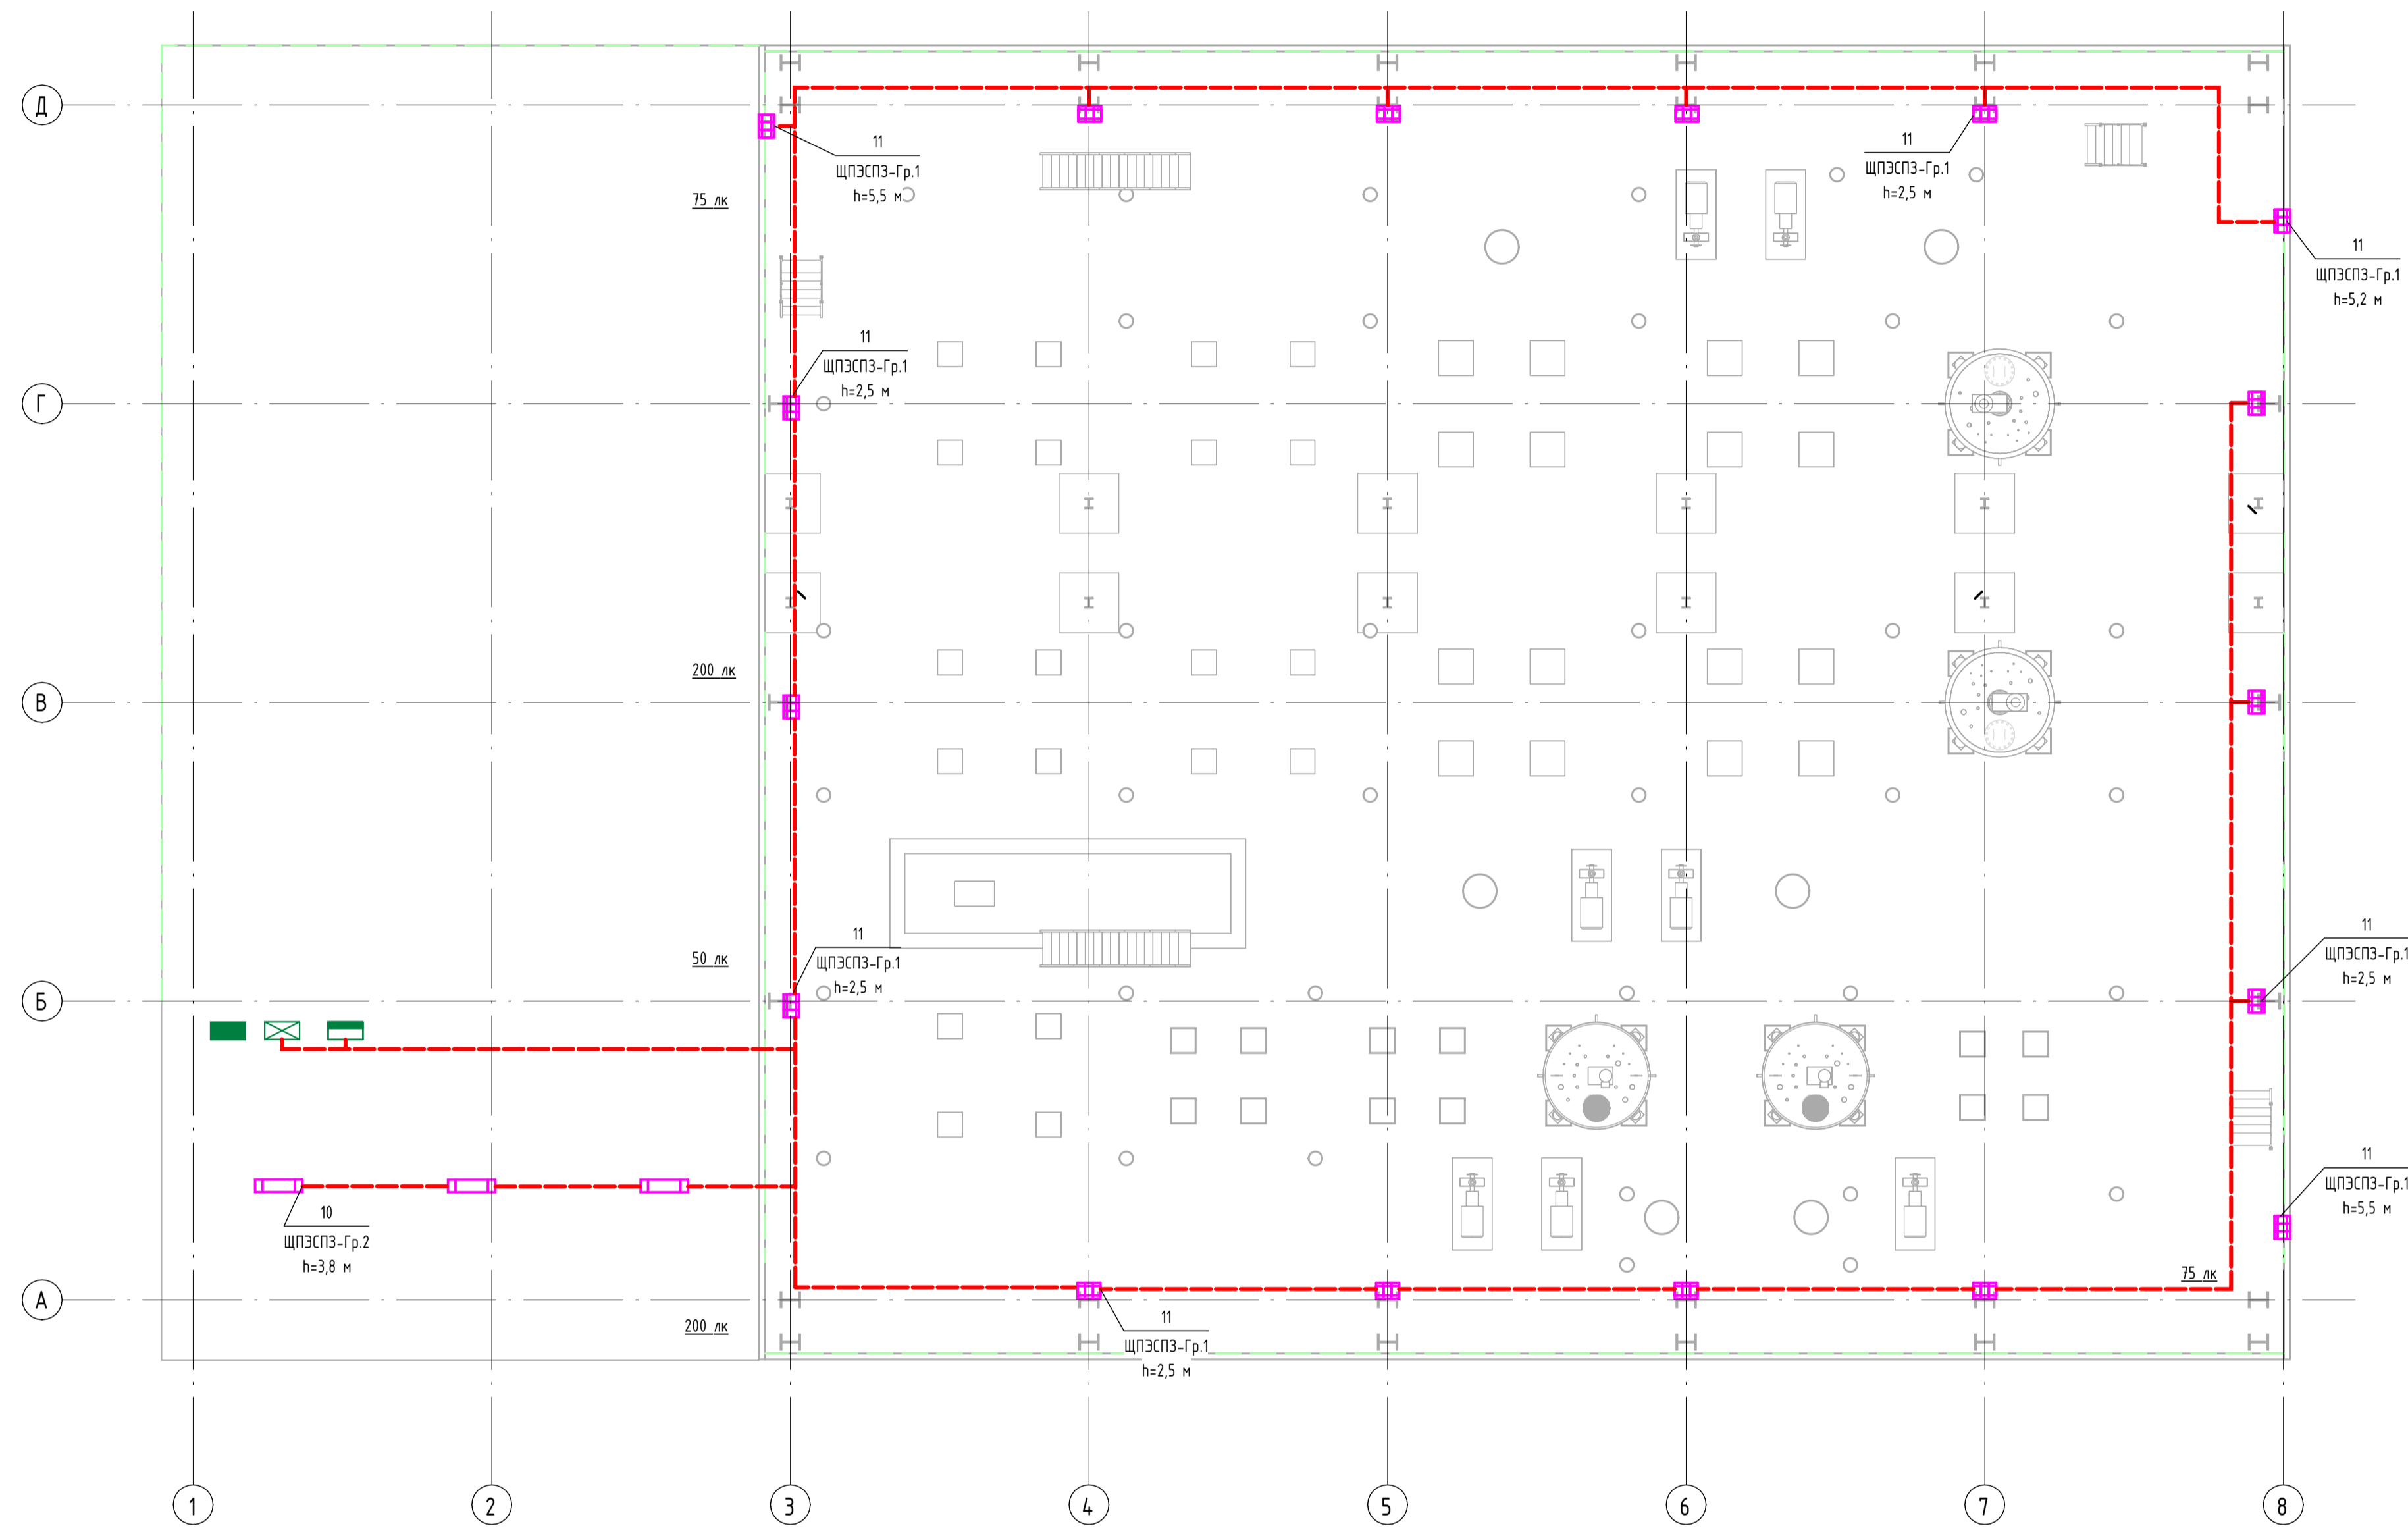 Д
11
ЩПЭСПЗ-Гр.1
h=5,5 м
11
ЩПЭСПЗ-Гр.1
h=2,5 м
75 лк
11
ЩПЭСПЗ-Гр.1
h=5,2 м
11
ЩПЭСПЗ-Гр.1
h=2,5 м
Г
200 лк
В
11
ЩПЭСПЗ-Гр.1
h=2,5 м
11
ЩПЭСПЗ-Гр.1
h=2,5 м
50 лк
Б
11
ЩПЭСПЗ-Гр.1
h=5,5 м
10
ЩПЭСПЗ-Гр.2
h=3,8 м
75 лк
А
200 лк
11
ЩПЭСПЗ-Гр.1
h=2,5 м
1
2
3
4
5
6
7
8